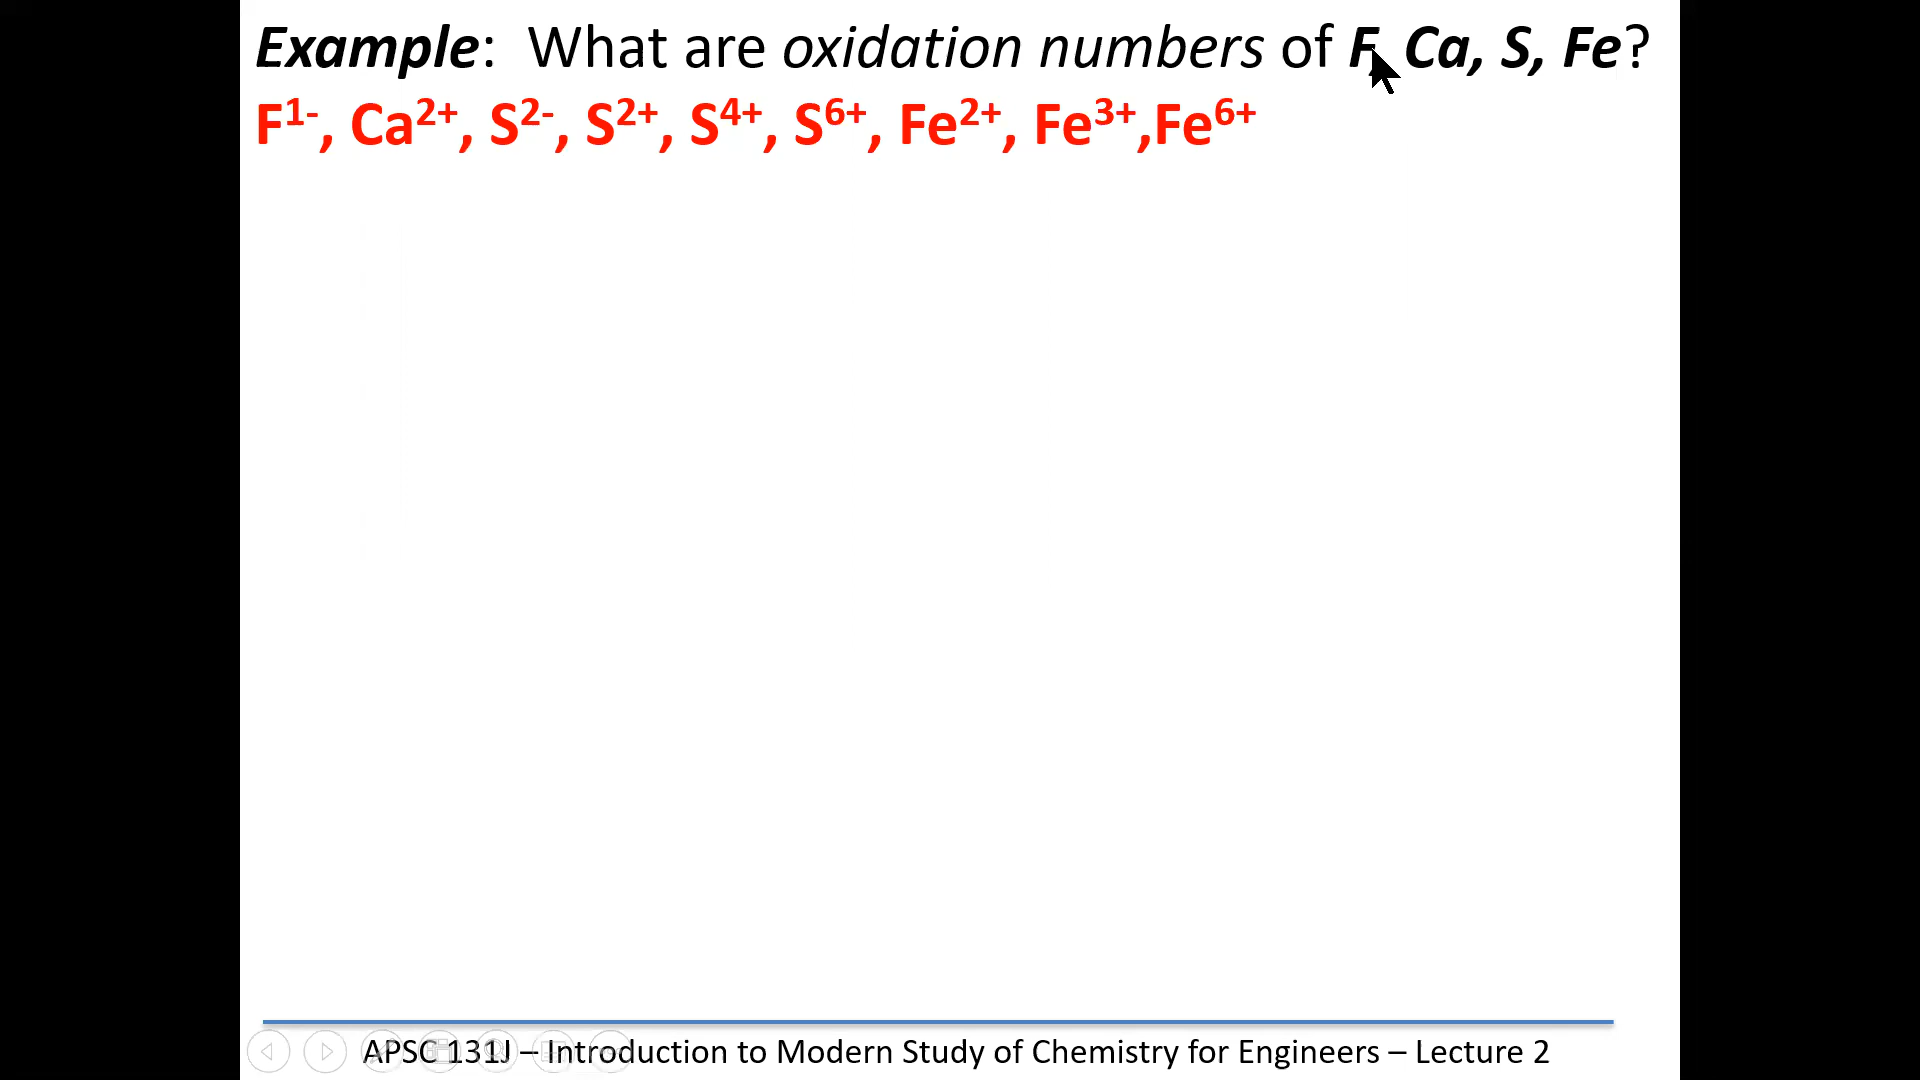 Example: What are oxidation numbers of F, Ca, S, Fe?
F¹⁻, Ca²⁺, S²⁻, S²⁺, S⁴⁺, S⁶⁺, Fe²⁺, Fe³⁺,Fe⁶⁺
APSC 131J – Introduction to Modern Study of Chemistry for Engineers – Lecture 2